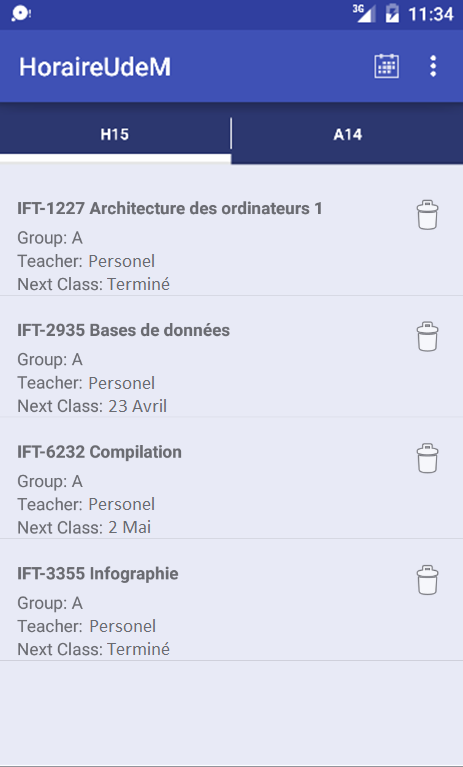 3G 11:34
HoraireUdeM
H15 A14
IFT-1227 Architecture des ordinateurs 1
Group: A
Teacher: Personel
Next Class: Terminé
IFT-2935 Bases de données
Group: A
Teacher: Personel
Next Class: 23 Avril
IFT-6232 Compilation
Group: A
Teacher: Personel
Next Class: 2 Mai
IFT-3355 Infographie
Group: A
Teacher: Personel
Next Class: Terminé